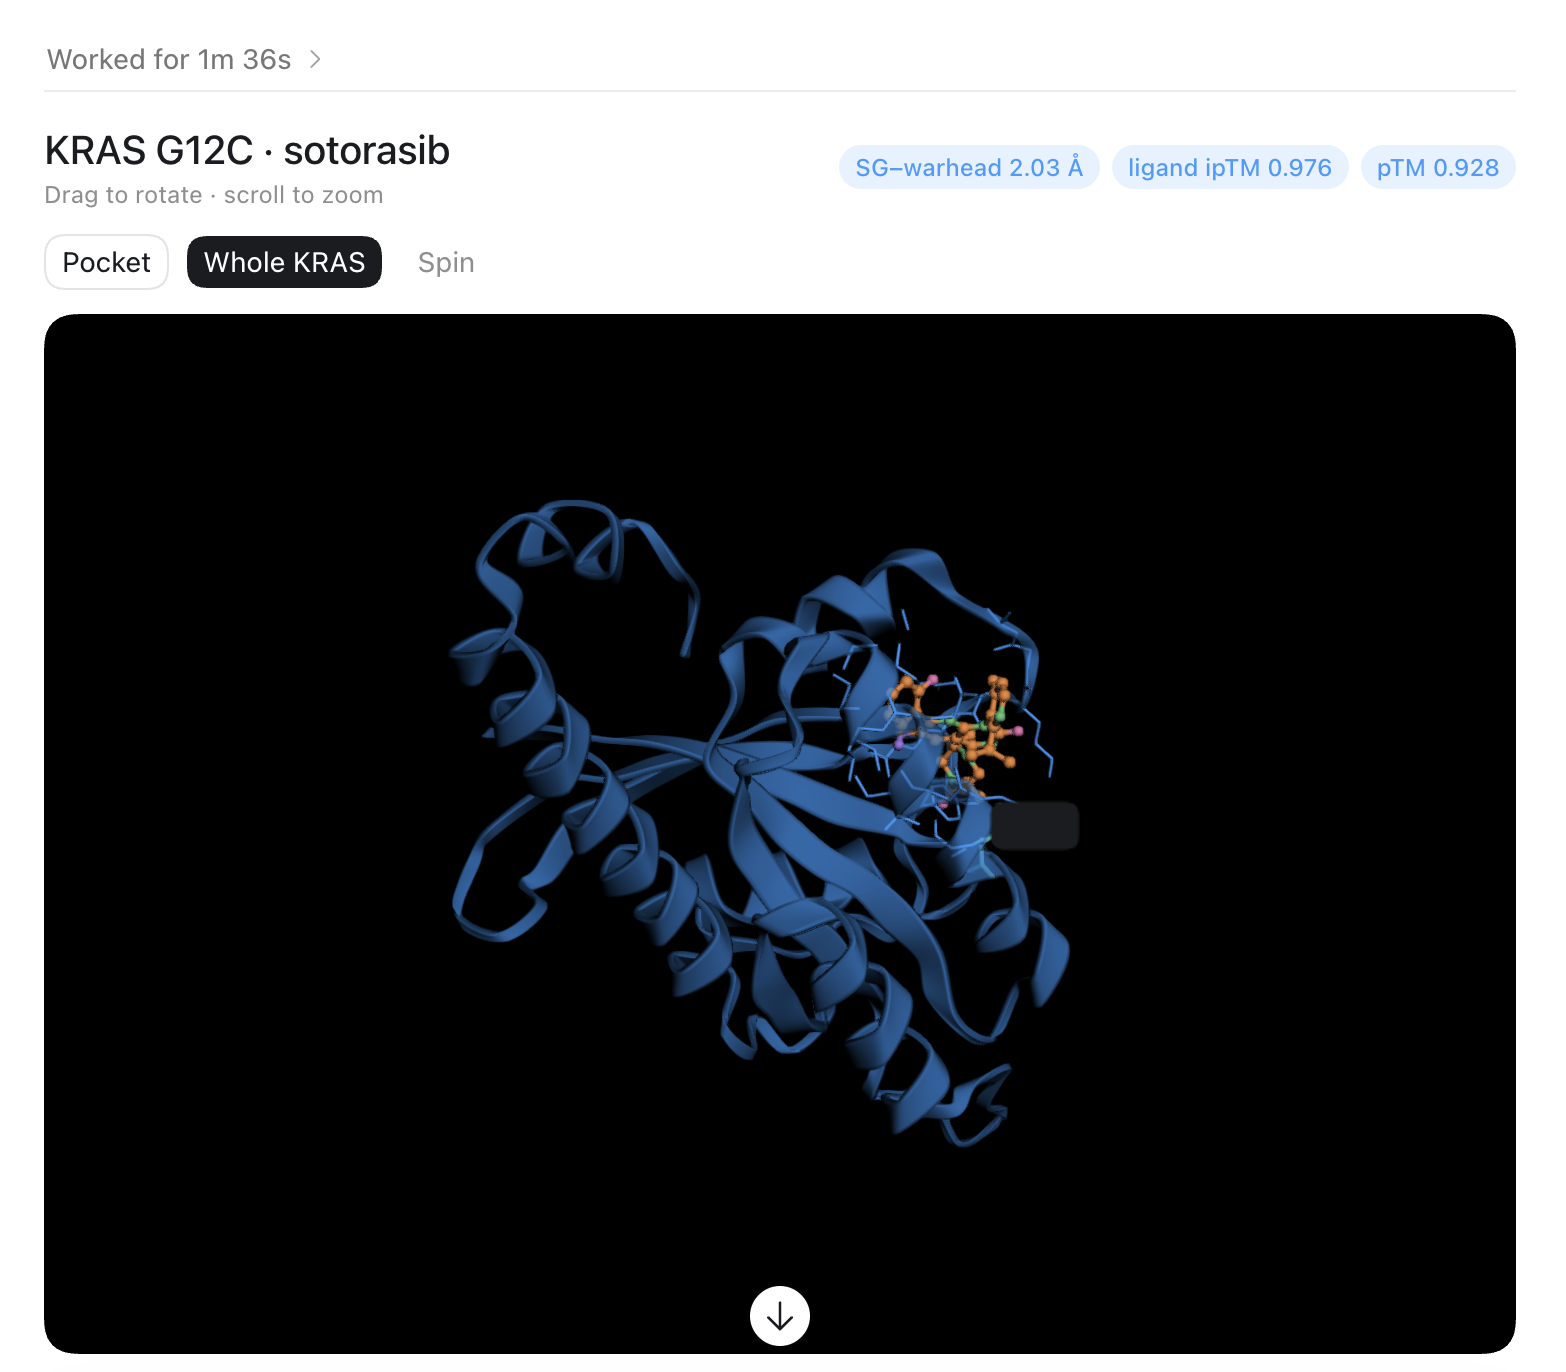 Worked for 1m 36s
KRAS G12C · sotorasib
Drag to rotate · scroll to zoom
SG–warhead 2.03 Å
ligand ipTM 0.976
pTM 0.928
Pocket
Whole KRAS
Spin